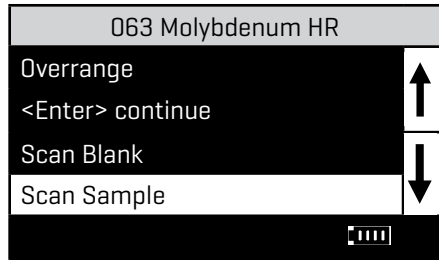 063 Molybdenum HR
Overrange
<Enter> continue
Scan Blank
Scan Sample